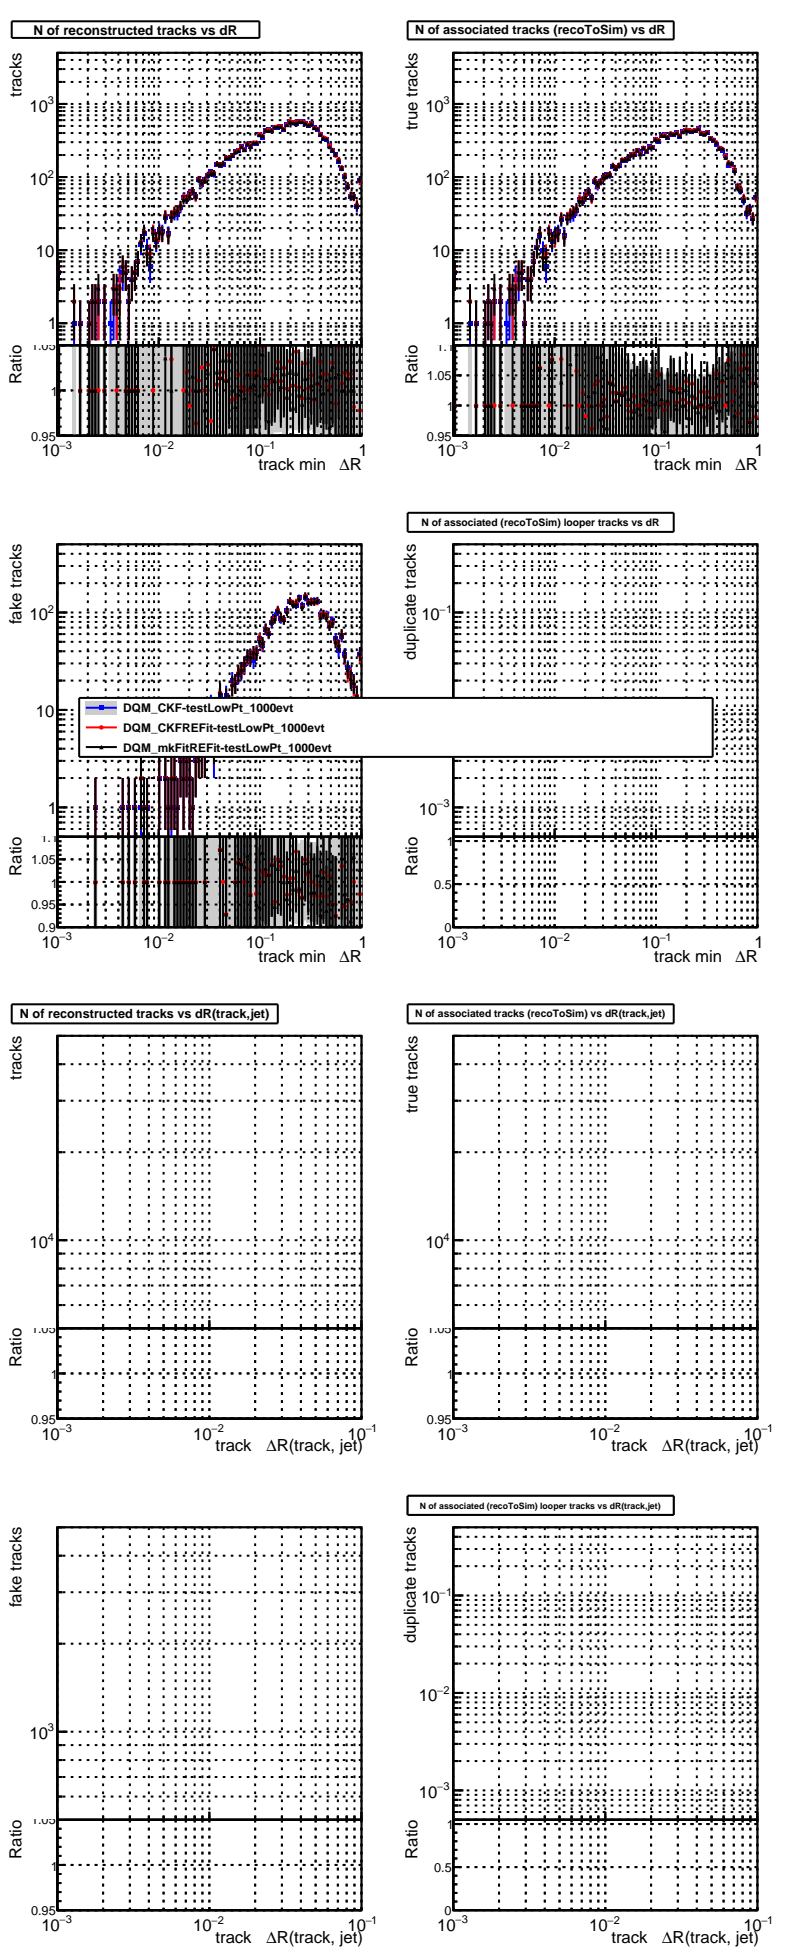 N of reconstructed tracks vs dR
tracks
10³
10²
10
1
1.05
Ratio
1
0.95
10⁻³ 10⁻² 10⁻¹ 1
track min ΔR
N of associated tracks (recoToSim) vs dR
true tracks
10³
10²
10
1
1.1
Ratio
1.05
1
0.95
10⁻³ 10⁻² 10⁻¹ 1
track min ΔR
fake tracks
10²
10
1
1.1
Ratio
1.05
1
0.95
0.9
10⁻³ 10⁻² 10⁻¹ 1
track min ΔR
N of associated (recoToSim) looper tracks vs dR
duplicate tracks
10⁻¹
10⁻³
Ratio
1
0.5
0
10⁻³ 10⁻² 10⁻¹ 1
track min ΔR
DQM_CKF-testLowPt_1000evt
DQM_CKFREFit-testLowPt_1000evt
DQM_mkFitREFit-testLowPt_1000evt
N of reconstructed tracks vs dR(track,jet)
tracks
10⁴
1.05
Ratio
1
0.95
10⁻³ 10⁻² 10⁻¹
track ΔR(track, jet)
N of associated tracks (recoToSim) vs dR(track,jet)
true tracks
10⁴
1.05
Ratio
1
0.95
10⁻³ 10⁻² 10⁻¹
track ΔR(track, jet)
fake tracks
10³
1.05
Ratio
1
0.95
10⁻³ 10⁻² 10⁻¹
track ΔR(track, jet)
N of associated (recoToSim) looper tracks vs dR(track,jet)
duplicate tracks
10⁻¹
10⁻²
10⁻³
Ratio
1
0.5
0
10⁻³ 10⁻² 10⁻¹
track ΔR(track, jet)